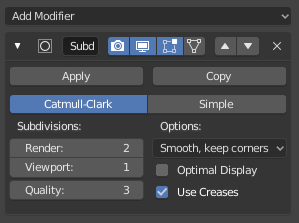 Add Modifier
Subd
Apply
Copy
Catmull-Clark
Simple
Subdivisions:
Options:
Render: 2
Smooth, keep corners
Viewport: 1
Optimal Display
Quality: 3
Use Creases